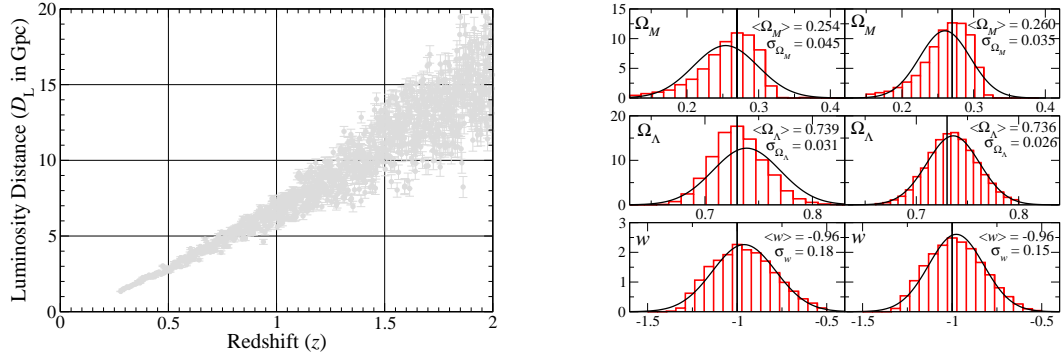 20
15
10
5
0
Luminosity Distance (D_L in Gpc)
0 0.5 1 1.5 2
Redshift (z)
15
10
5
0
Ω_M
<Ω_M> = 0.254
σ_Ω_M = 0.045
0.2 0.3 0.4
Ω_M
<Ω_M> = 0.260
σ_Ω_M = 0.035
0.2 0.3 0.4
20
10
0
Ω_Λ
<Ω_Λ> = 0.739
σ_Ω_Λ = 0.031
0.7 0.8
Ω_Λ
<Ω_Λ> = 0.736
σ_Ω_Λ = 0.026
0.7 0.8
3
2
1
0
w
<w> = -0.96
σ_w = 0.18
-1.5 -1 -0.5
w
<w> = -0.96
σ_w = 0.15
-1.5 -1 -0.5